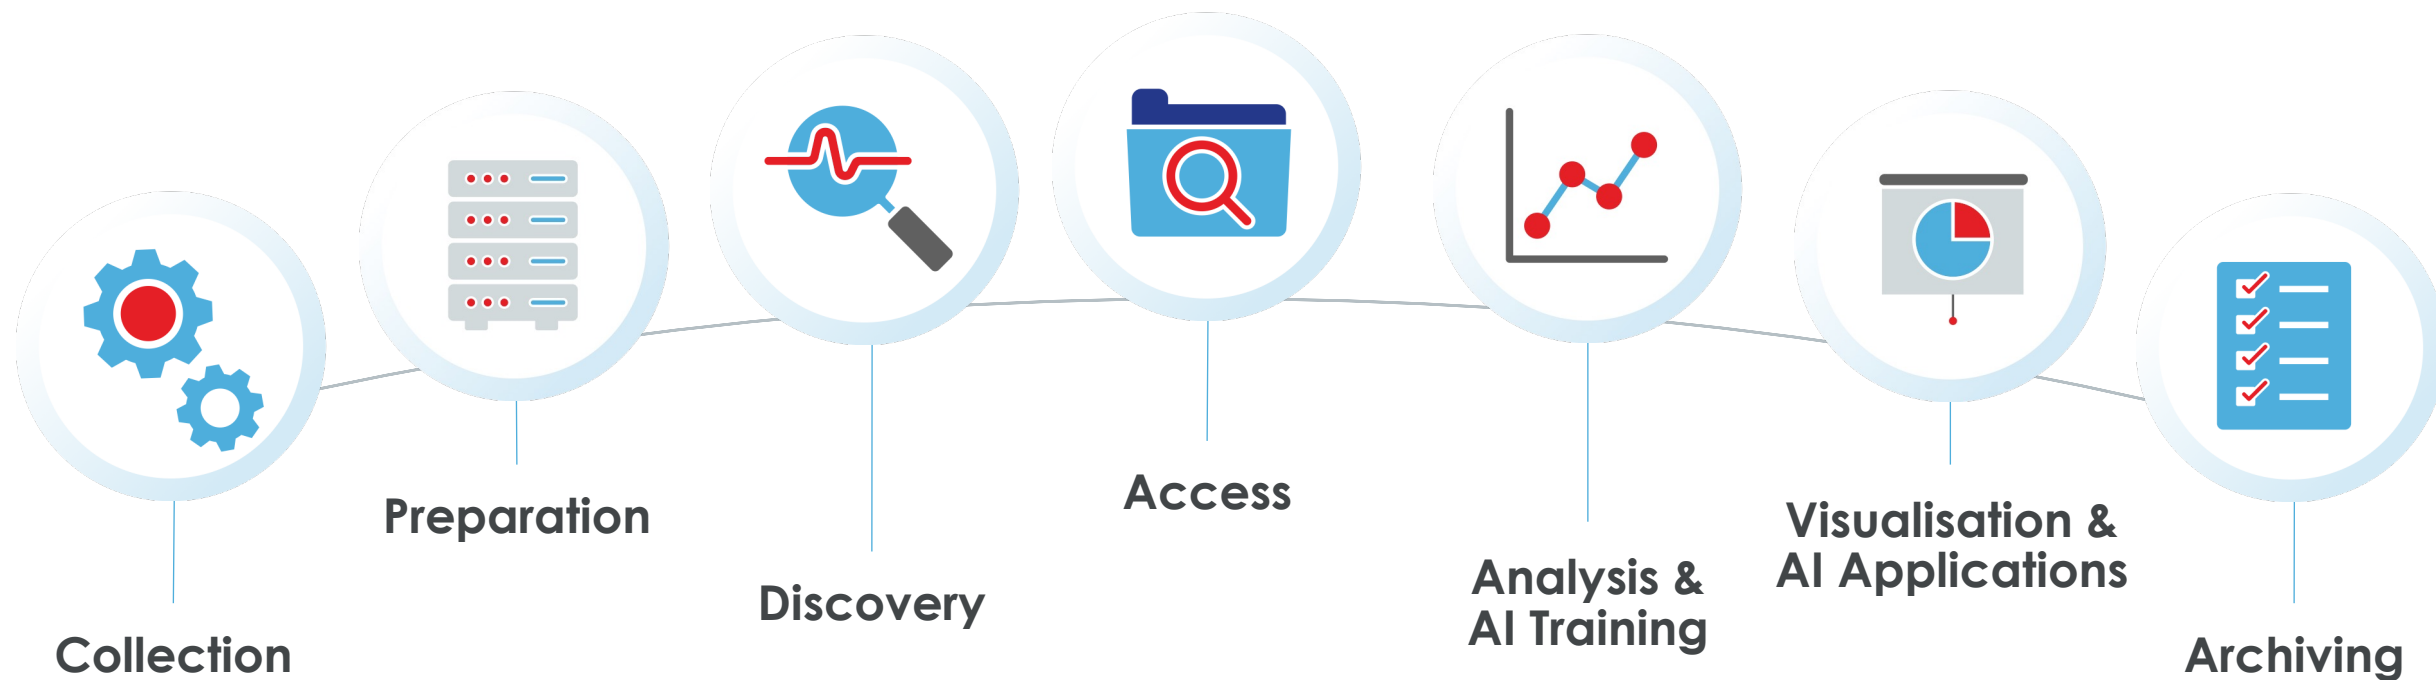 Collection
Preparation
Discovery
Access
Analysis &
AI Training
Visualisation &
AI Applications
Archiving